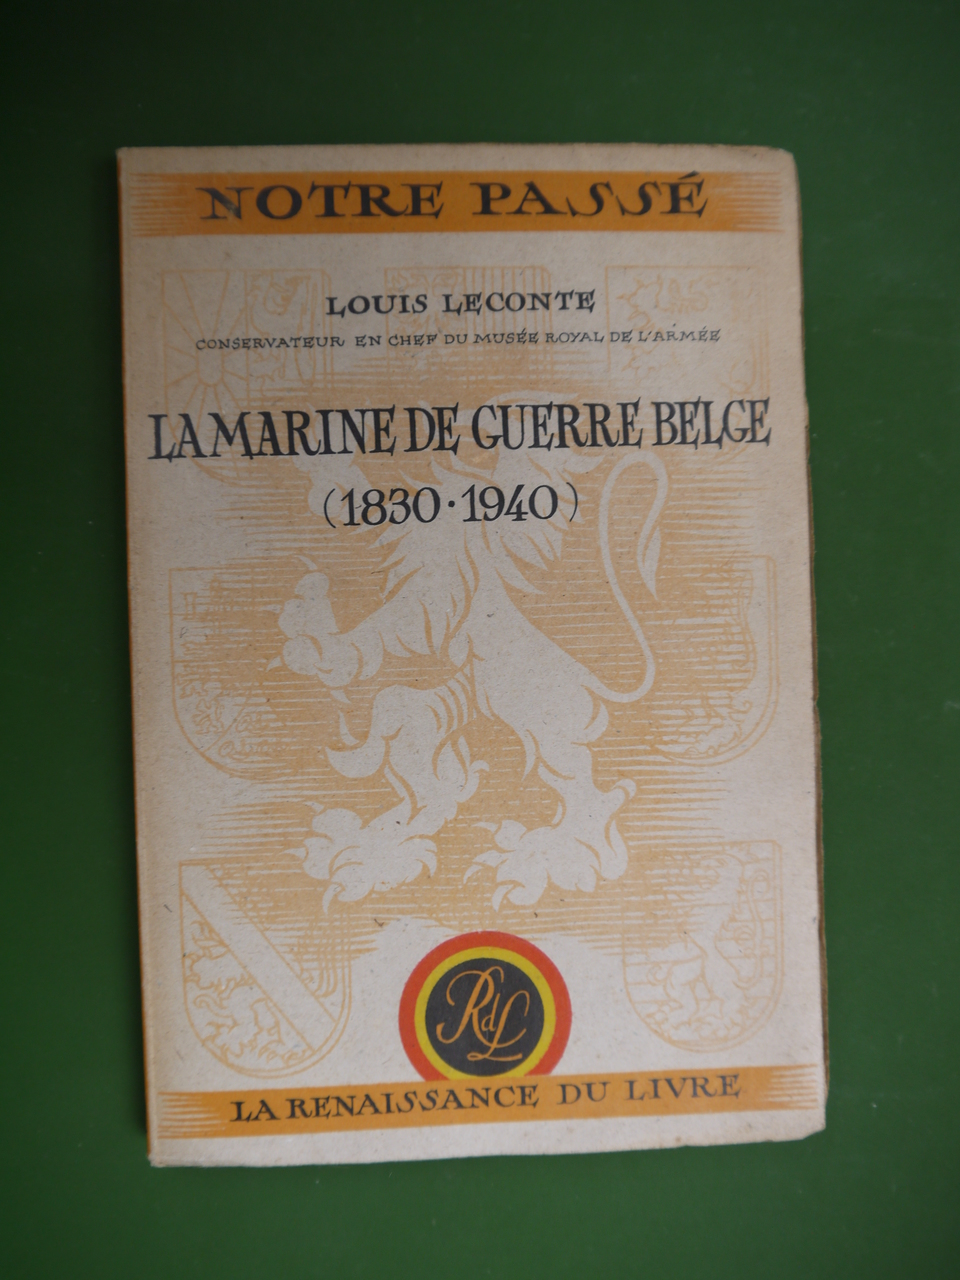 NOTRE PASSÉ
LOUIS LECONTE
CONSERVATEUR EN CHEF DU MUSÉE ROYAL DE L'ARMÉE
LA MARINE DE GUERRE BELGE
(1830·1940)
RdL
LA RENAISSANCE DU LIVRE